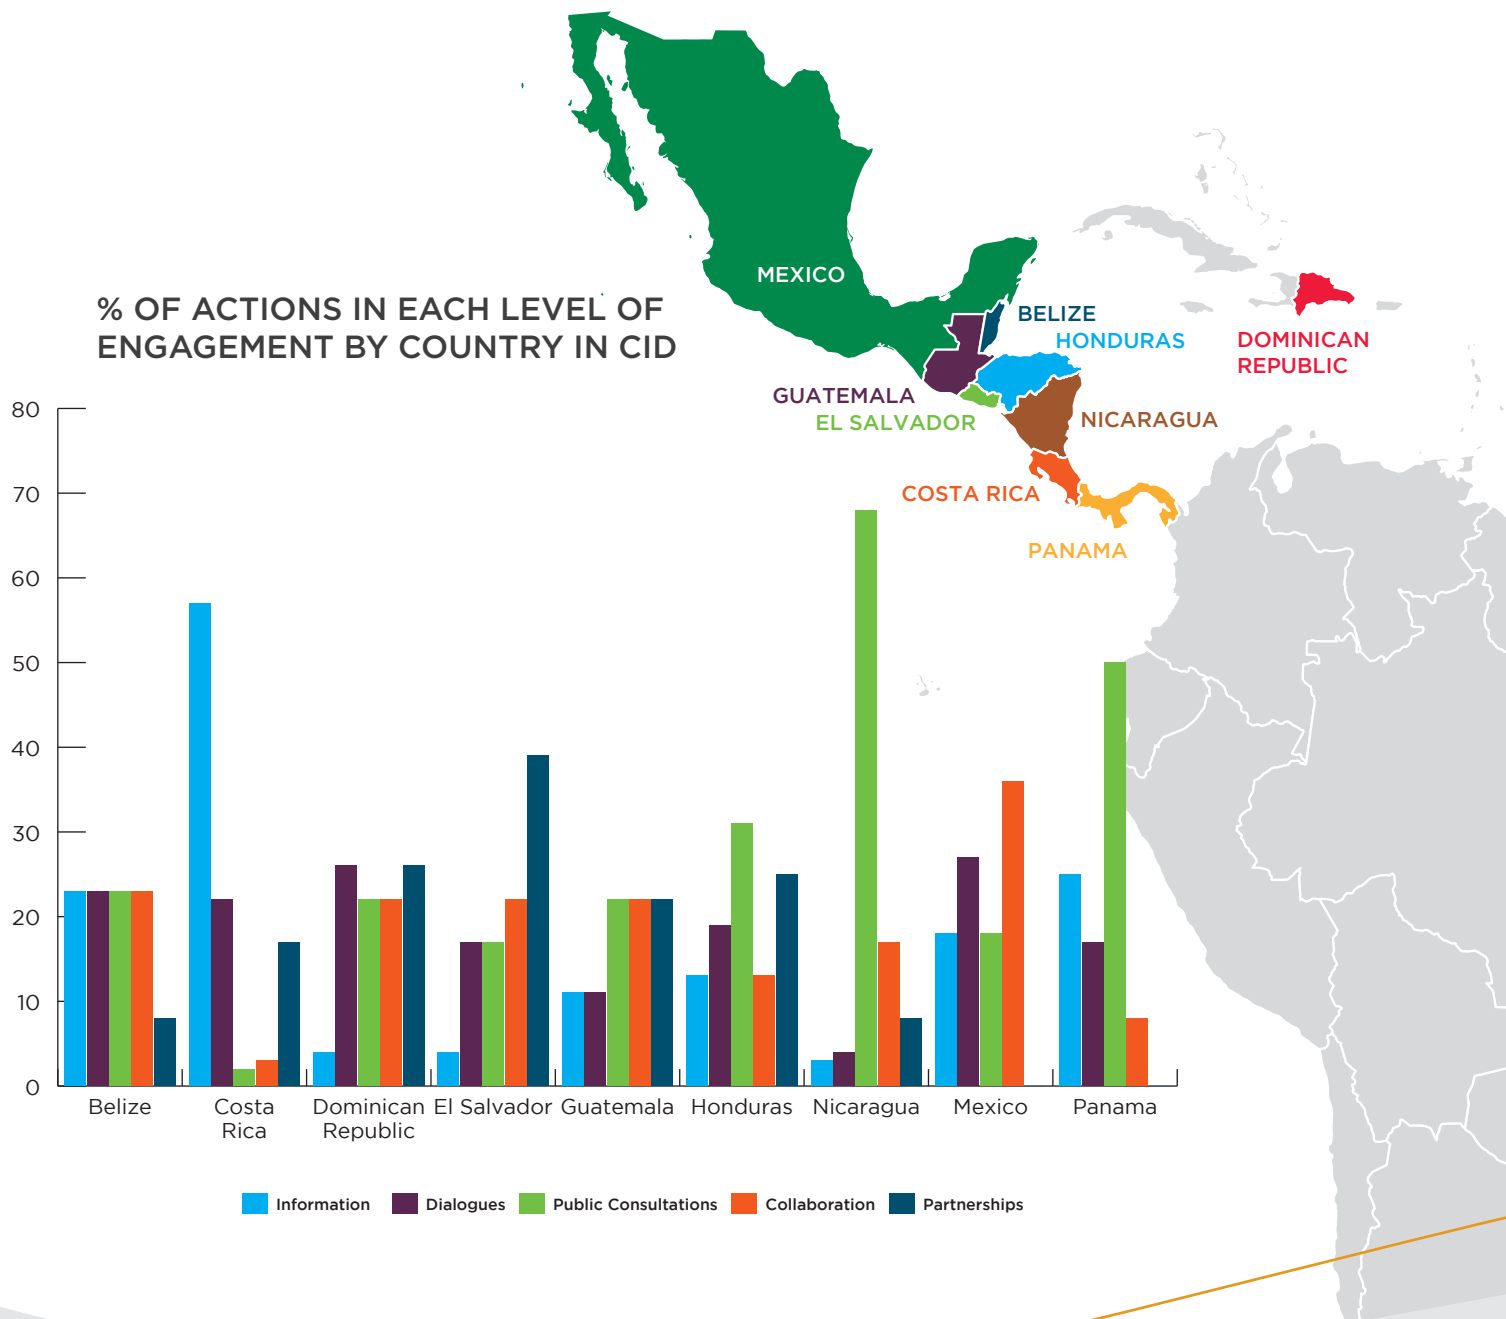 MEXICO
% OF ACTIONS IN EACH LEVEL OF
ENGAGEMENT BY COUNTRY IN CID
BELIZE
HONDURAS
DOMINICAN
REPUBLIC
GUATEMALA
EL SALVADOR
NICARAGUA
COSTA RICA
PANAMA
80
70
60
50
40
30
20
10
0
Belize
Costa
Rica
Dominican
Republic
El Salvador
Guatemala
Honduras
Nicaragua
Mexico
Panama
Information
Dialogues
Public Consultations
Collaboration
Partnerships